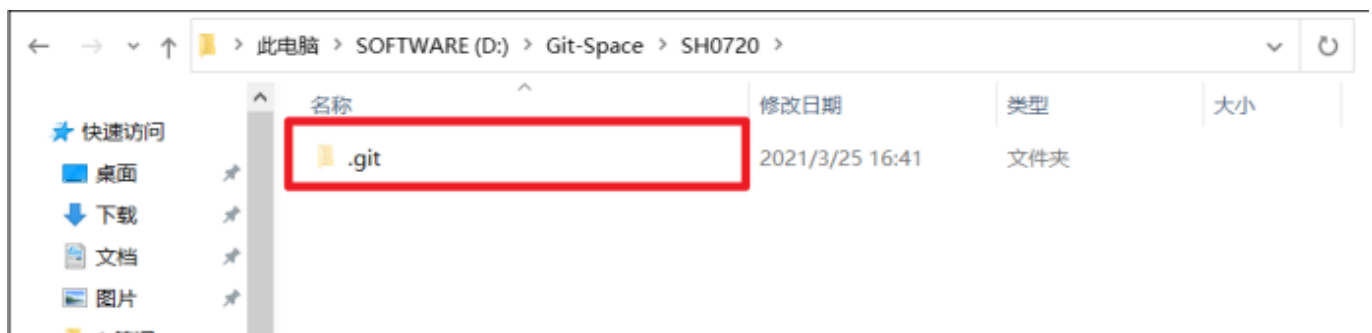 此电脑 > SOFTWARE (D:) > Git-Space > SH0720 >
名称 修改日期 类型 大小
快速访问
.git 2021/3/25 16:41 文件夹
桌面
下载
文档
图片